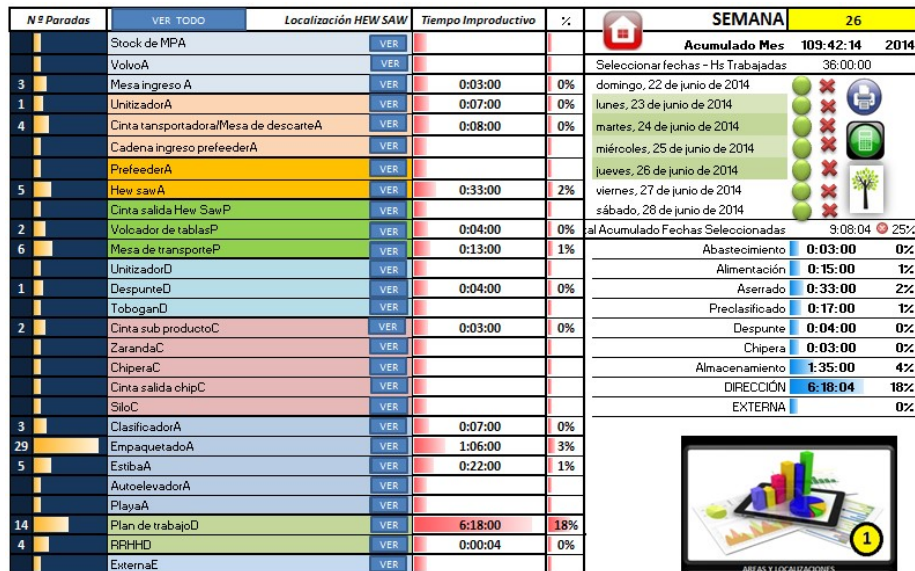 Nº Paradas VER TODO Localización HEW SAW Tiempo Improductivo % SEMANA 26
Stock de MPA VER Acumulado Mes 109:42:14 2014
VolvoA VER Seleccionar fechas - Hs Trabajadas 36:00:00
3 Mesa ingreso A VER 0:03:00 0% domingo, 22 de junio de 2014
1 UnitizadorA VER 0:07:00 0% lunes, 23 de junio de 2014
4 Cinta tansportadora/Mesa de descarteA VER 0:08:00 0% martes, 24 de junio de 2014
Cadena ingreso prefeederA VER miércoles, 25 de junio de 2014
PrefeederA VER jueves, 26 de junio de 2014
5 Hew sawA VER 0:33:00 2% viernes, 27 de junio de 2014
Cinta salida Hew SawP VER sábado, 28 de junio de 2014
2 Volcador de tablasP VER 0:04:00 0% al Acumulado Fechas Seleccionadas 9:08:04 25%
6 Mesa de transporteP VER 0:13:00 1% Abastecimiento 0:03:00 0%
UnitizadorD VER Alimentación 0:15:00 1%
1 DespunteD VER 0:04:00 0% Aserrado 0:33:00 2%
ToboganD VER Preclasificado 0:17:00 1%
2 Cinta sub productoC VER 0:03:00 0% Despunte 0:04:00 0%
ZarandaC VER Chipera 0:03:00 0%
ChiperaC VER Almacenamiento 1:35:00 4%
Cinta salida chipC VER DIRECCIÓN 6:18:04 18%
SiloC VER EXTERNA 0%
3 ClasificadorA VER 0:07:00 0%
29 EmpaquetadoA VER 1:06:00 3%
5 EstibaA VER 0:22:00 1%
AutoelevadorA VER
PlayaA VER
14 Plan de trabajoD VER 6:18:00 18%
4 RRHHD VER 0:00:04 0% 1
ExternaE VER AREAS Y LOCALIZACIONES